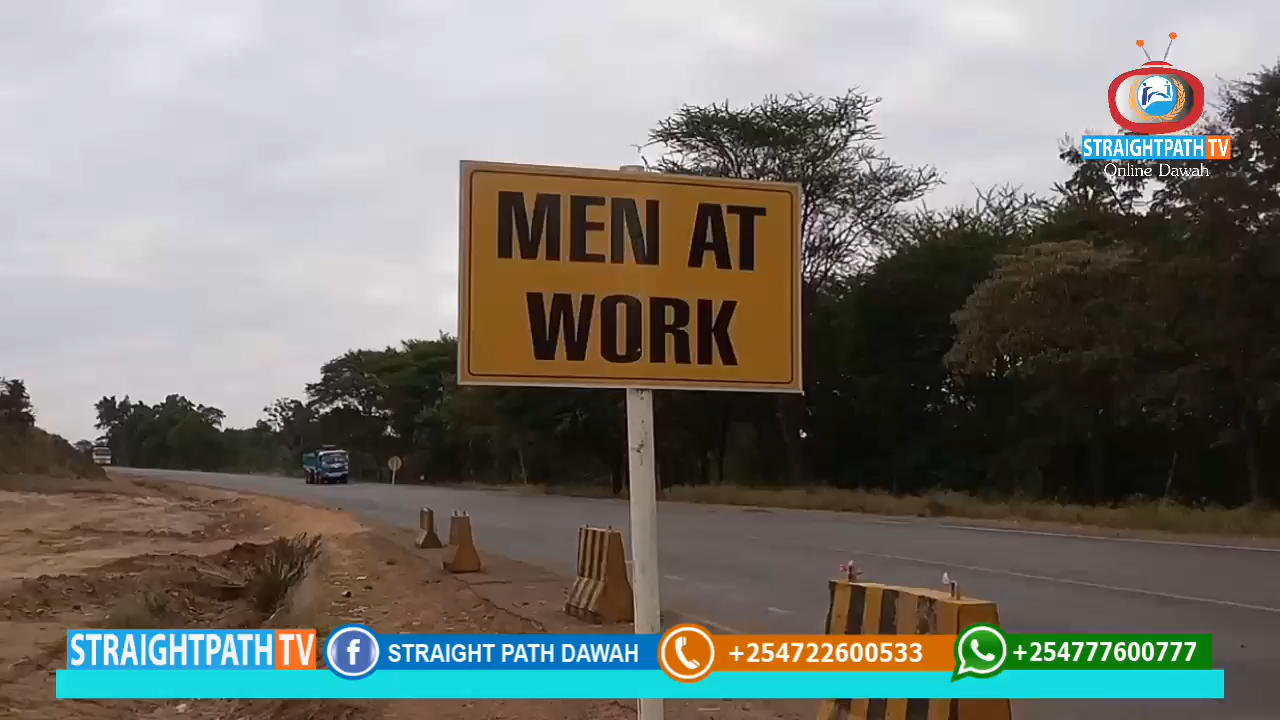 STRAIGHTPATH TV
Online Dawah
MEN AT
WORK
STRAIGHTPATH TV
STRAIGHT PATH DAWAH
+254722600533
+254777600777